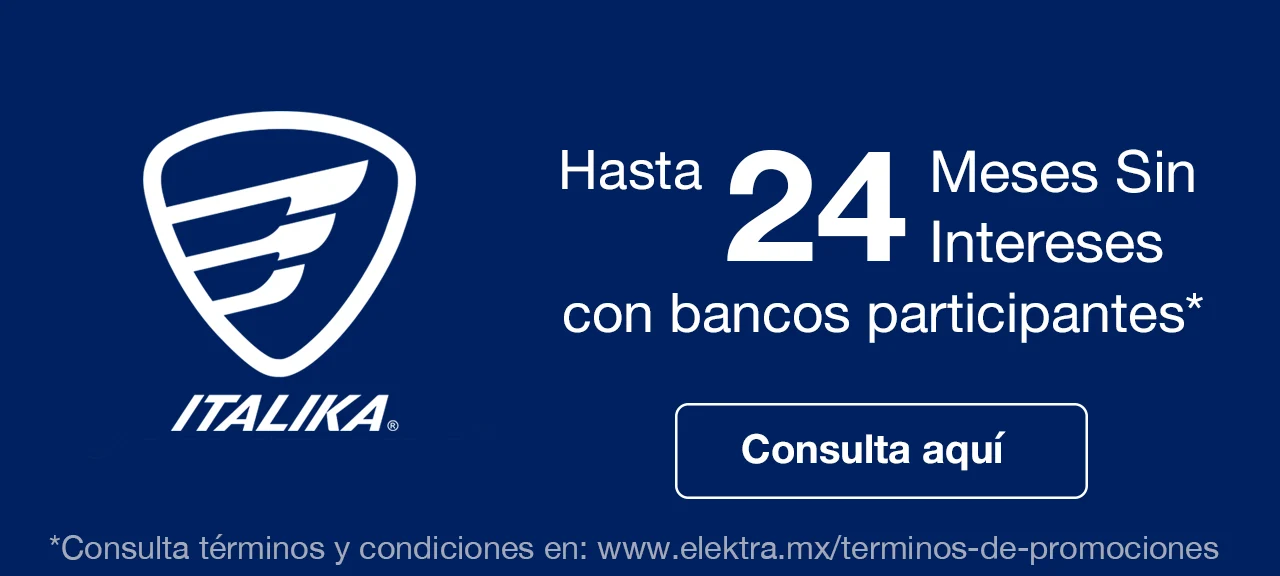 ITALIKA®
Hasta 24 Meses Sin
Intereses
con bancos participantes*
Consulta aquí
*Consulta términos y condiciones en: www.elektra.mx/terminos-de-promociones